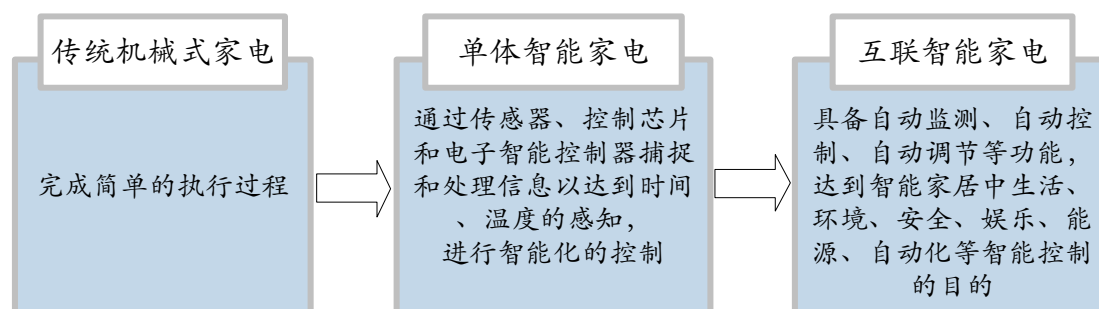 传统机械式家电
完成简单的执行过程
单体智能家电
通过传感器、控制芯片
和电子智能控制器捕捉
和处理信息以达到时间
、温度的感知，
进行智能化的控制
互联智能家电
具备自动监测、自动控
制、自动调节等功能，
达到智能家居中生活、
环境、安全、娱乐、能
源、自动化等智能控制
的目的